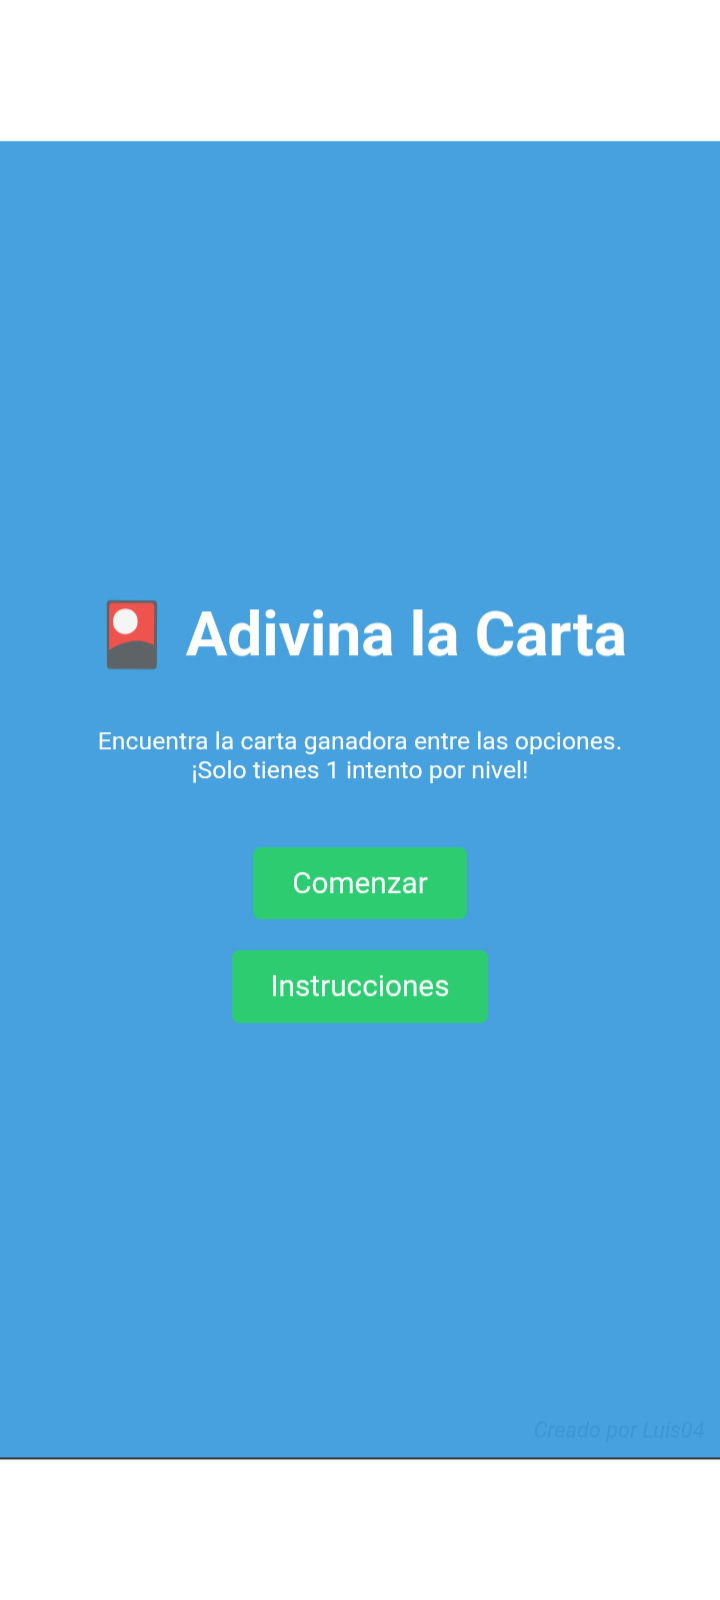 Adivina la Carta
Encuentra la carta ganadora entre las opciones.
¡Solo tienes 1 intento por nivel!
Comenzar
Instrucciones
Creado por Luis04